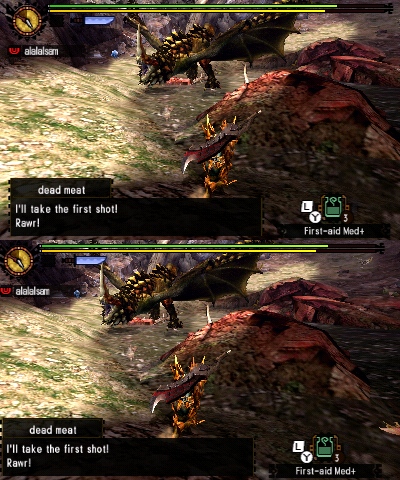 alalalsam
dead meat
I'll take the first shot!
Rawr!
L
Y
3
First-aid Med+
alalalsam
dead meat
I'll take the first shot!
Rawr!
L
Y
3
First-aid Med+